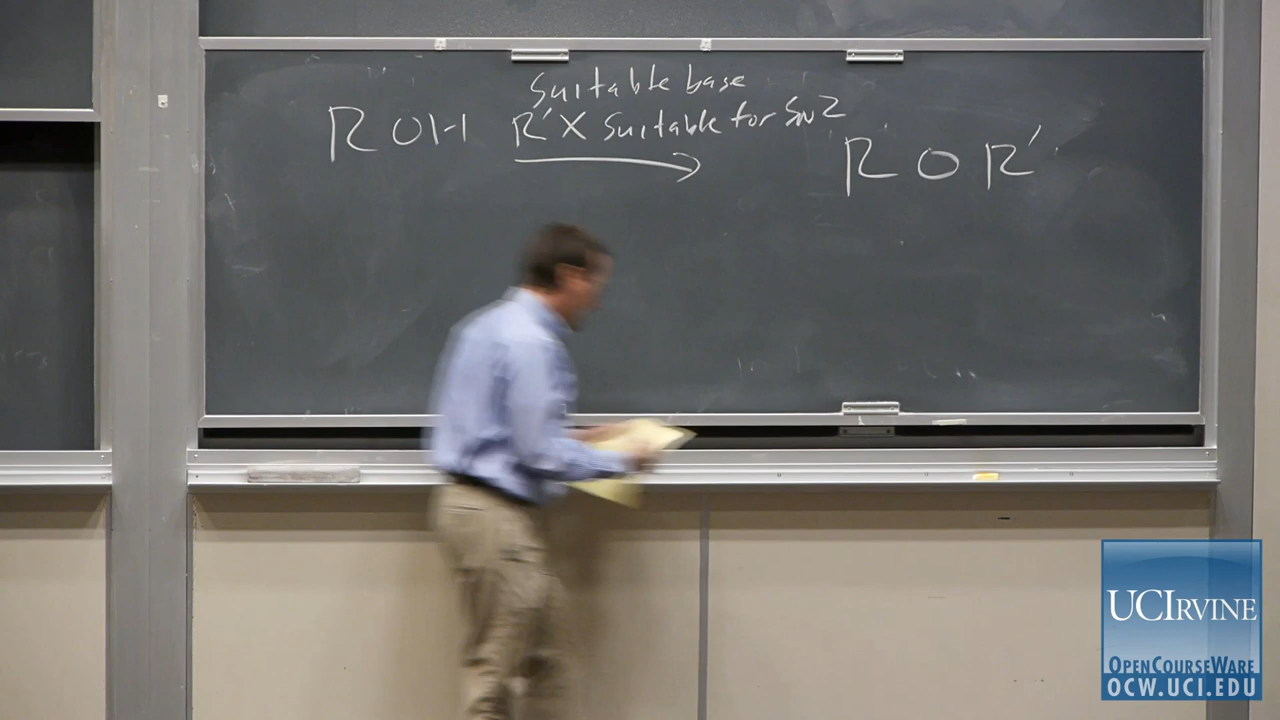 Suitable base
ROH R'X Suitable for SN2
ROR'
UCIRVINE
OPENCOURSEWARE
OCW.UCI.EDU